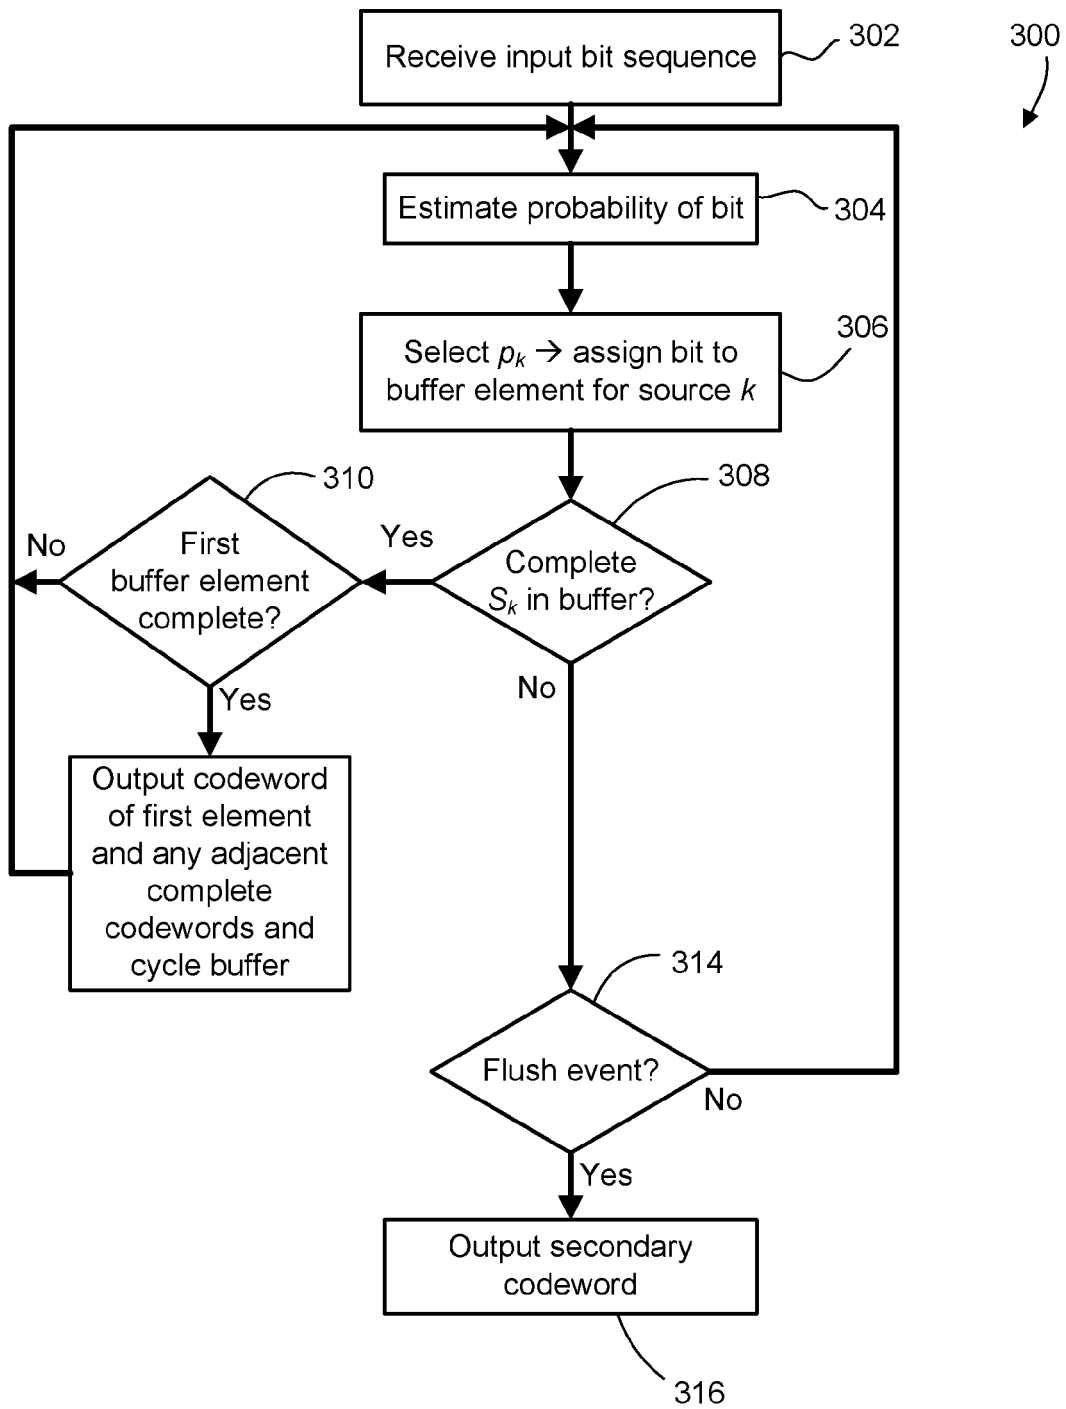 Receive input bit sequence
302
300
Estimate probability of bit
304
306
Select pk → assign bit to
buffer element for source k
310
308
No
First
buffer element
complete?
Yes
Complete
Sk in buffer?
Yes
No
Output codeword
of first element
and any adjacent
complete
codewords and
cycle buffer
314
Flush event?
No
Yes
Output secondary
codeword
316